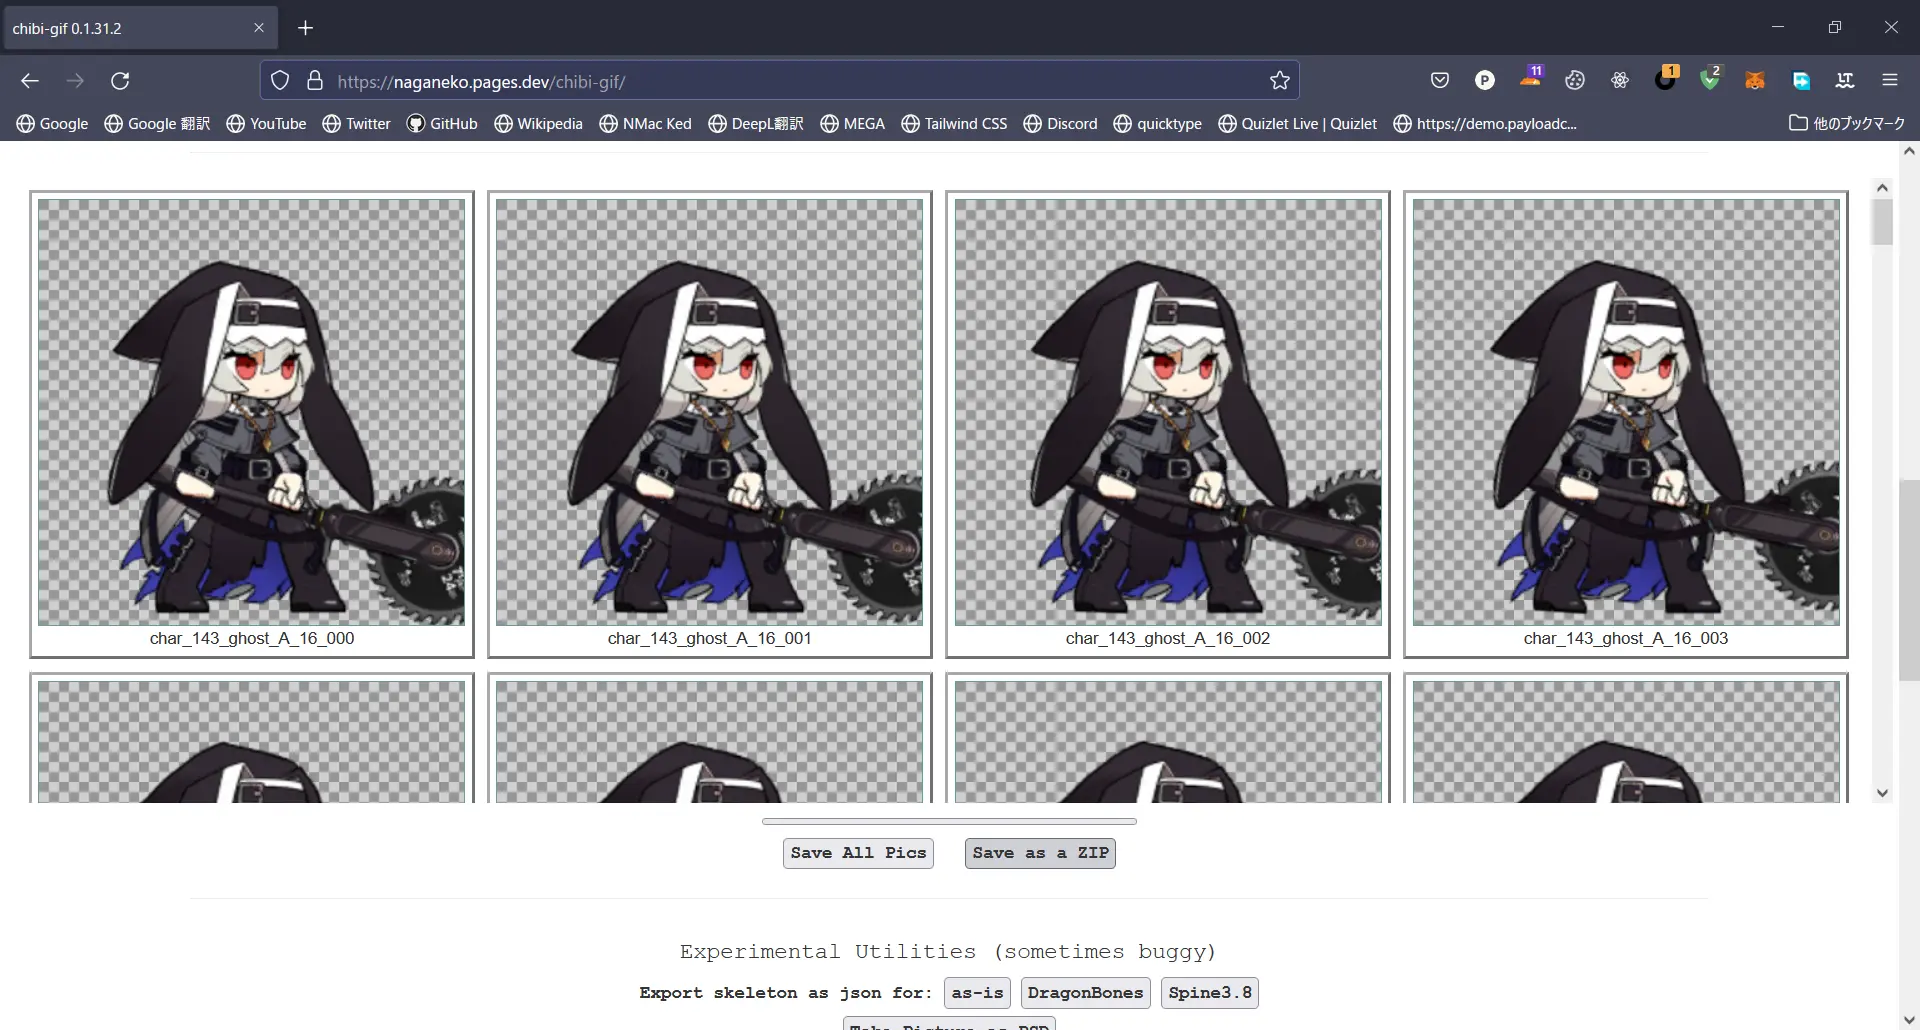 chibi-gif 0.1.31.2
https://naganeko.pages.dev/chibi-gif/
11
1
2
Google
Google 翻訳
YouTube
Twitter
GitHub
Wikipedia
NMac Ked
DeepL翻訳
MEGA
Tailwind CSS
Discord
quicktype
Quizlet Live | Quizlet
https://demo.payloadc...
他のブックマーク
char_143_ghost_A_16_000
char_143_ghost_A_16_001
char_143_ghost_A_16_002
char_143_ghost_A_16_003
Save All Pics
Save as a ZIP
Experimental Utilities (sometimes buggy)
Export skeleton as json for: as-is DragonBones Spine3.8